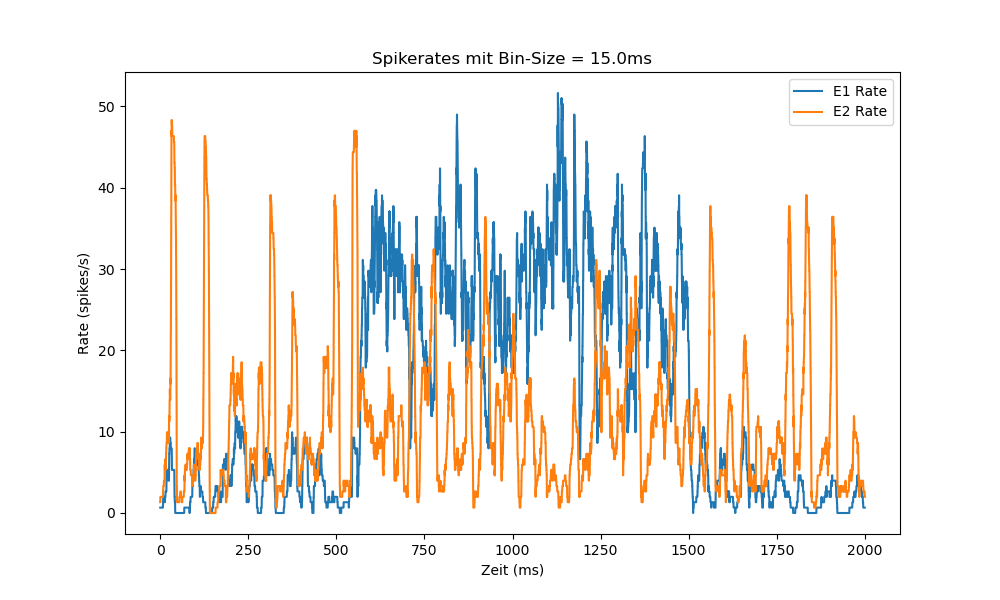 Spikerates mit Bin-Size = 15.0ms
E1 Rate
E2 Rate
Rate (spikes/s)
50
40
30
20
10
0
0 250 500 750 1000 1250 1500 1750 2000
Zeit (ms)